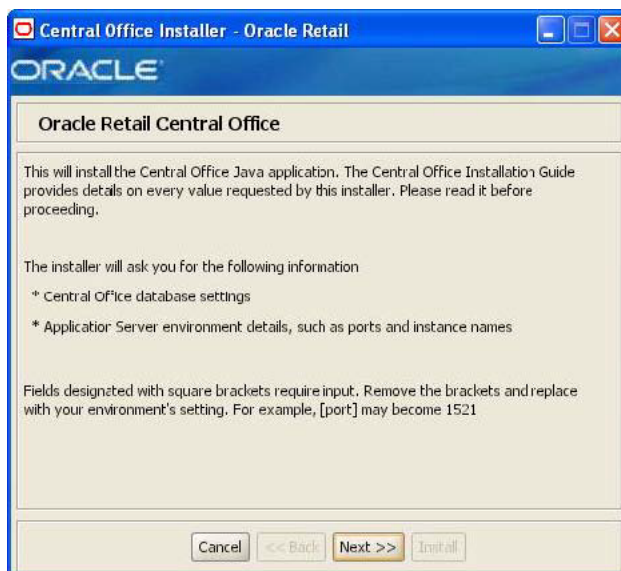 Central Office Installer - Oracle Retail
ORACLE
Oracle Retail Central Office
This will install the Central Office Java application. The Central Office Installation Guide
provides details on every value requested by this installer. Please read it before
proceeding.
The installer will ask you for the following information
* Central Office database settings
* Application Server environment details, such as ports and instance names
Fields designated with square brackets require input. Remove the brackets and replace
with your environment's setting. For example, [port] may become 1521
Cancel << Back Next >> Install